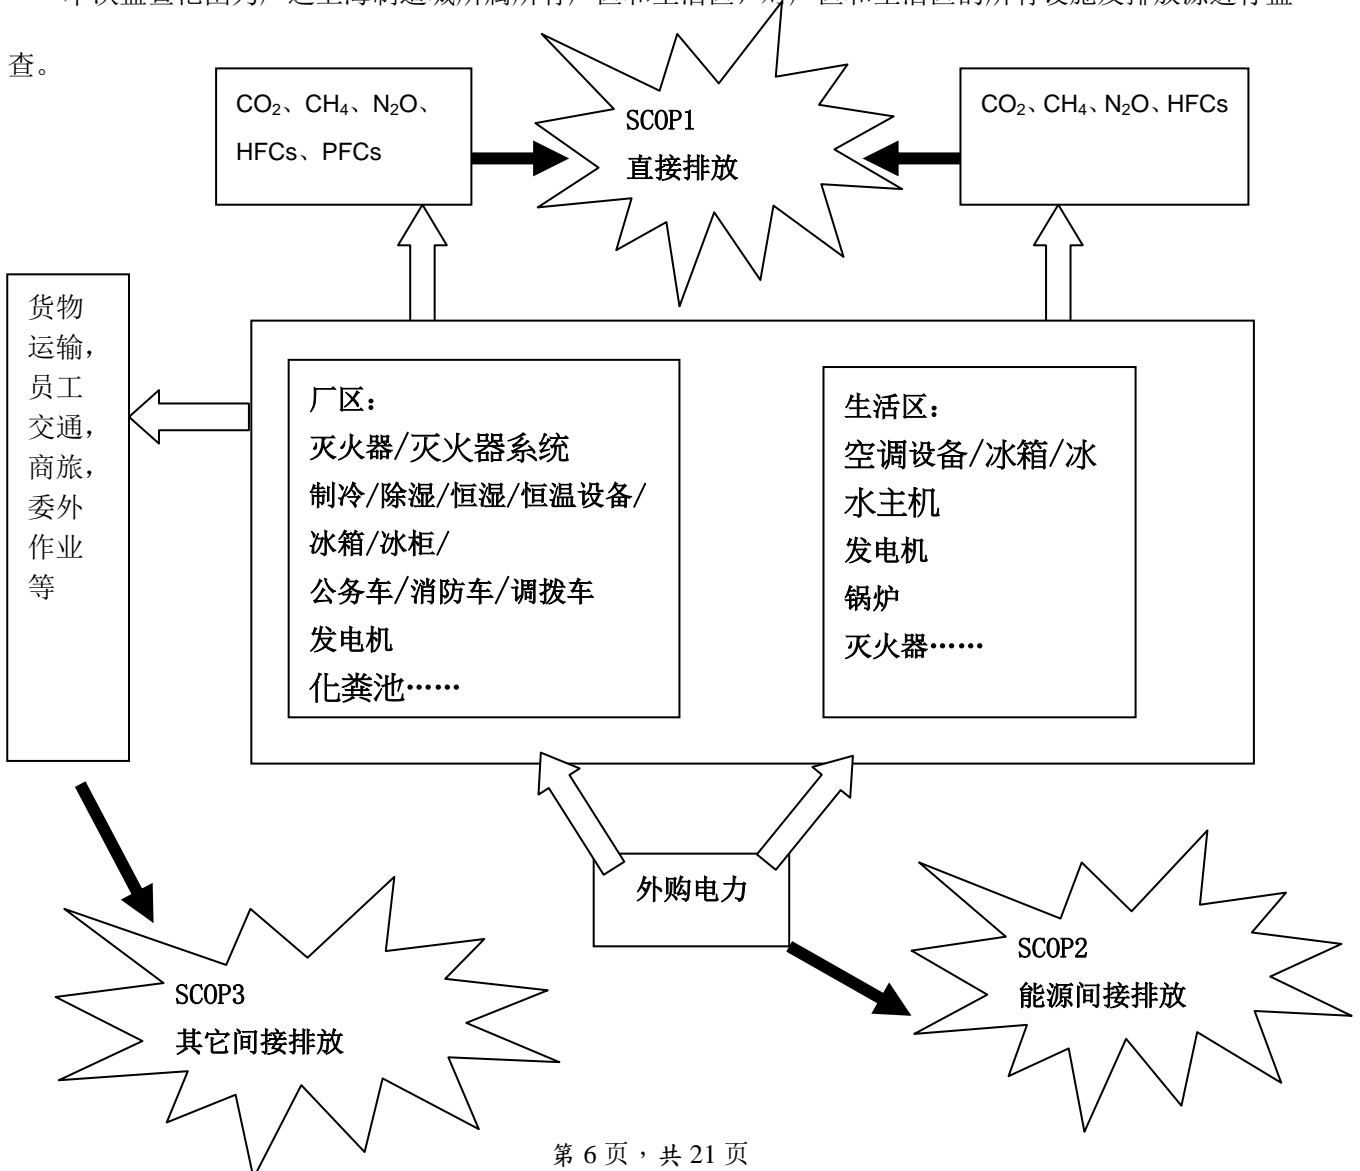 查。
CO₂、CH₄、N₂O、
HFCs、PFCs
SCOP1
直接排放
CO₂、CH₄、N₂O、HFCs
货物
运输，
员工
交通，
商旅，
委外
作业
等
厂区：
灭火器/灭火器系统
制冷/除湿/恒湿/恒温设备/
冰箱/冰柜/
公务车/消防车/调拨车
发电机
化粪池……
生活区：
空调设备/冰箱/冰
水主机
发电机
锅炉
灭火器……
外购电力
SCOP2
能源间接排放
SCOP3
其它间接排放
第 6 页，共 21 页